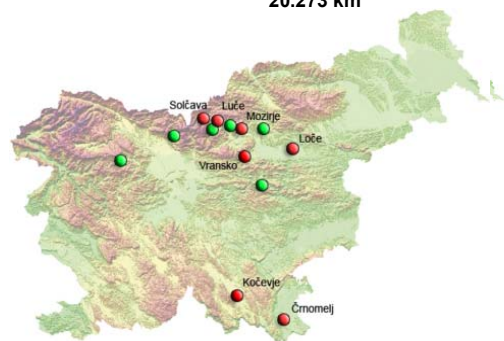 20.273 km
Solčava
Luče
Mozirje
Loče
Vransko
Kočevje
Črnomelj